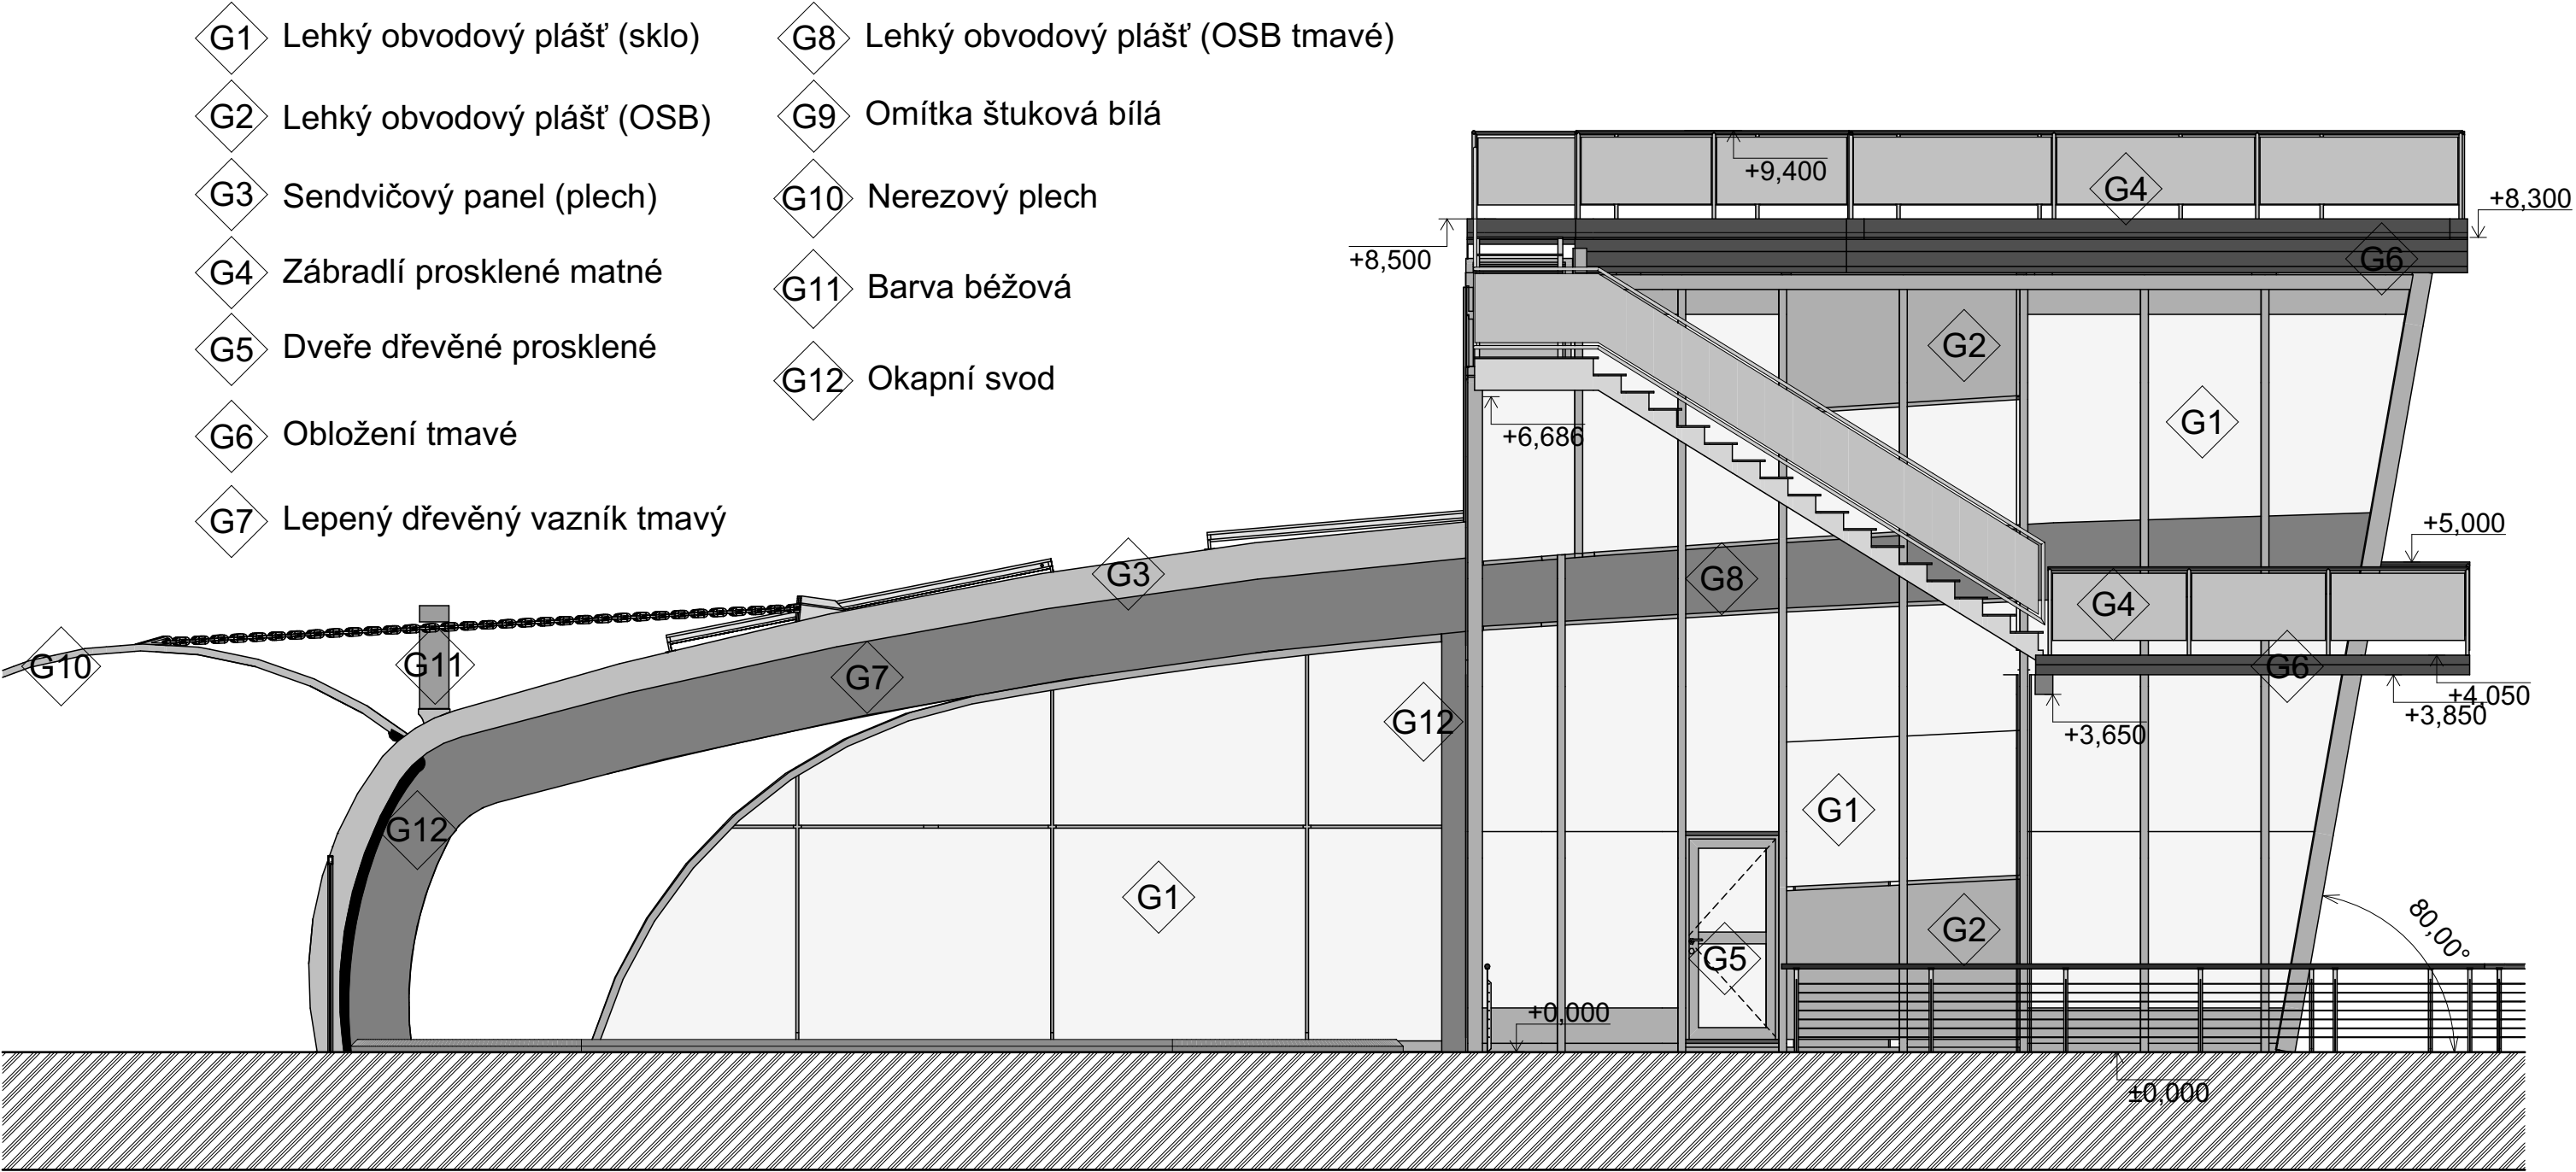 G1 Lehký obvodový plášť (sklo)
G2 Lehký obvodový plášť (OSB)
G3 Sendvičový panel (plech)
G4 Zábradlí prosklené matné
G5 Dveře dřevěné prosklené
G6 Obložení tmavé
G7 Lepený dřevěný vazník tmavý
G8 Lehký obvodový plášť (OSB tmavé)
G9 Omítka štuková bílá
G10 Nerezový plech
G11 Barva béžová
G12 Okapní svod
+9,400
G4
+8,300
+8,500
G6
G2
G1
+6,686
+5,000
G3
G8
G4
G10
G11
G7
G6
+4,050
+3,850
G12
+3,650
G12
G1
G1
G2
80,00°
G5
+0,000
±0,000